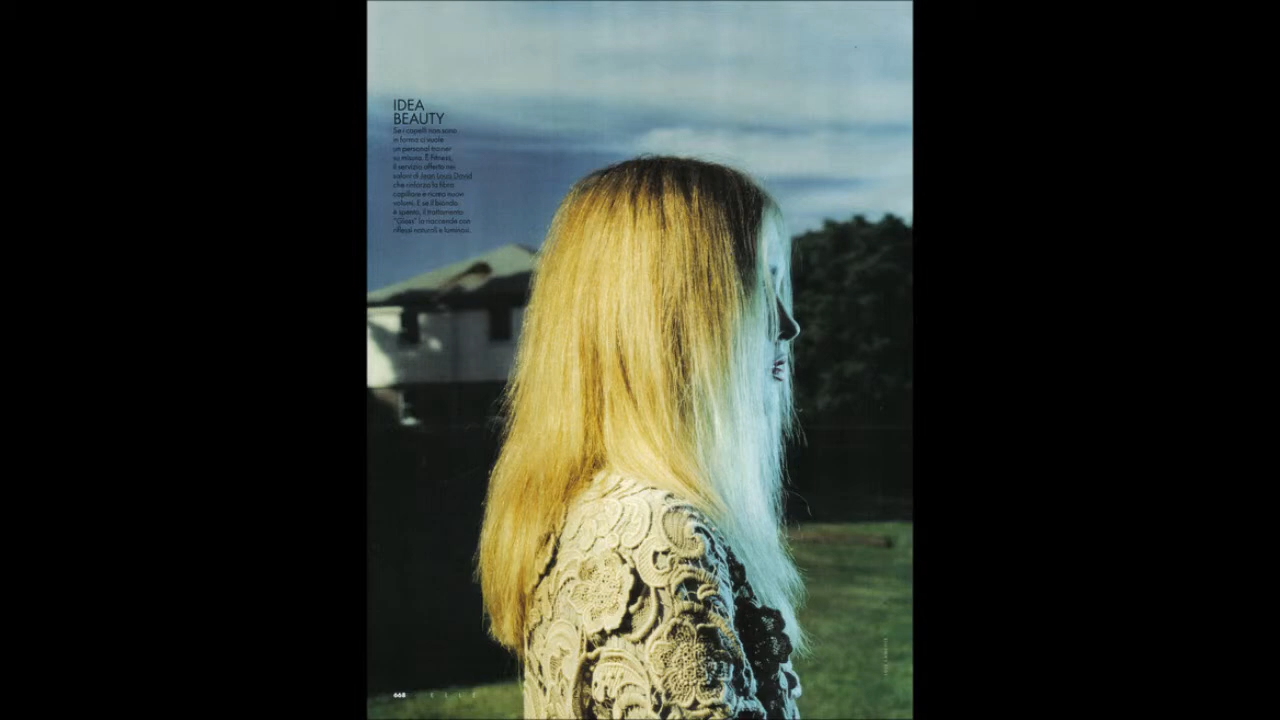 IDEA
BEAUTY
Se i capelli non sono
in forma ci vuole
un personal trainer
su misura. È Fitness,
il servizio offerto nei
saloni di Jean Louis David
che rinforza la fibra
capillare e ricrea nuovi
volumi. E se il biondo
è spento, il trattamento
"Gloss" lo riaccende con
riflessi naturali e luminosi.
668 ELLE